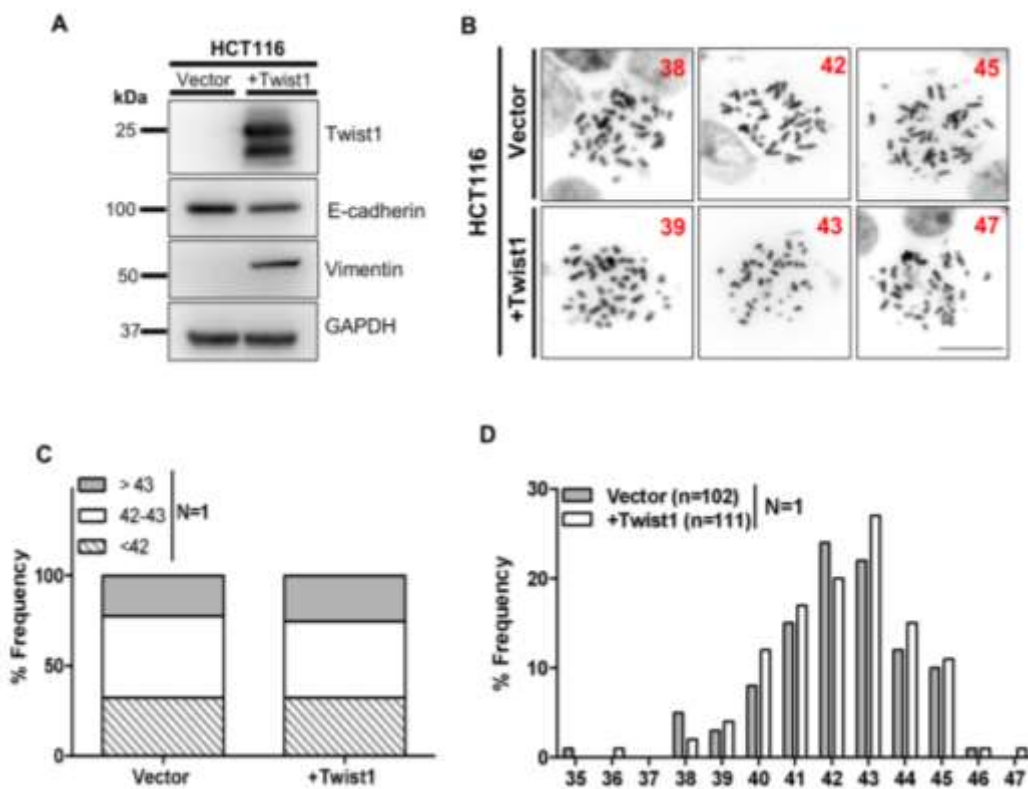 A
HCT116
Vector +Twist1
kDa
25
Twist1
100
E-cadherin
50
Vimentin
37
GAPDH
B
HCT116
Vector
38 42 45
+Twist1
39 43 47
C
> 43
42-43
<42
N=1
% Frequency
100
50
0
Vector +Twist1
D
Vector (n=102)
+Twist1 (n=111)
N=1
% Frequency
30
20
10
0
35 36 37 38 39 40 41 42 43 44 45 46 47